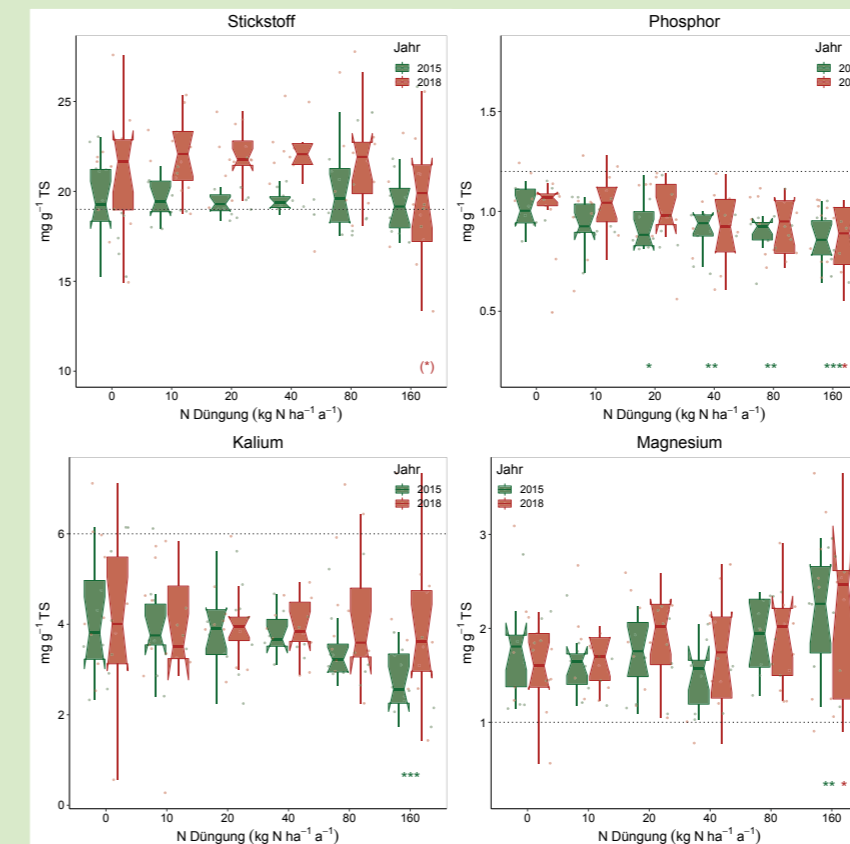 Stickstoff
Jahr
2015
2018
25
20
15
10
mg g⁻¹ TS
0 10 20 40 80 160
(*)
N Düngung (kg N ha⁻¹ a⁻¹)
Phosphor
Jahr
20
20
1.5
1.0
0.5
mg g⁻¹ TS
* ** ** ***
*
0 10 20 40 80 160
N Düngung (kg N ha⁻¹ a⁻¹)
Kalium
Jahr
2015
2018
6
4
2
0
mg g⁻¹ TS
***
0 10 20 40 80 160
N Düngung (kg N ha⁻¹ a⁻¹)
Magnesium
Jahr
2015
2018
3
2
1
mg g⁻¹ TS
** *
0 10 20 40 80 160
N Düngung (kg N ha⁻¹ a⁻¹)